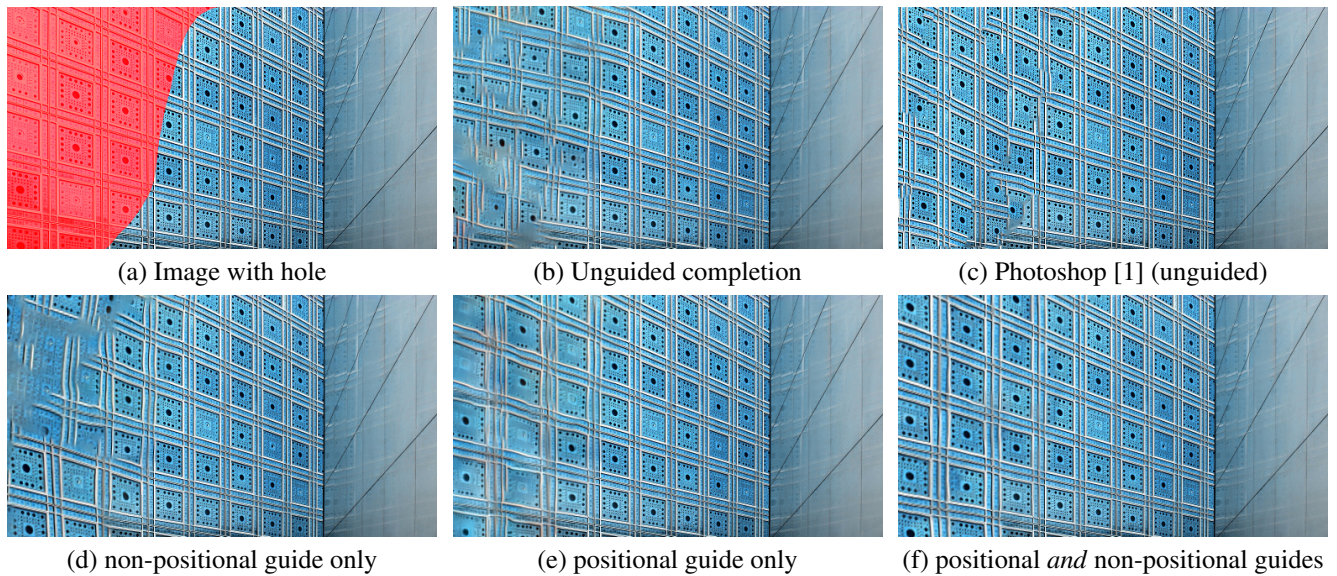 (a) Image with hole
(b) Unguided completion
(c) Photoshop [1] (unguided)
(d) non-positional guide only
(e) positional guide only
(f) positional and non-positional guides